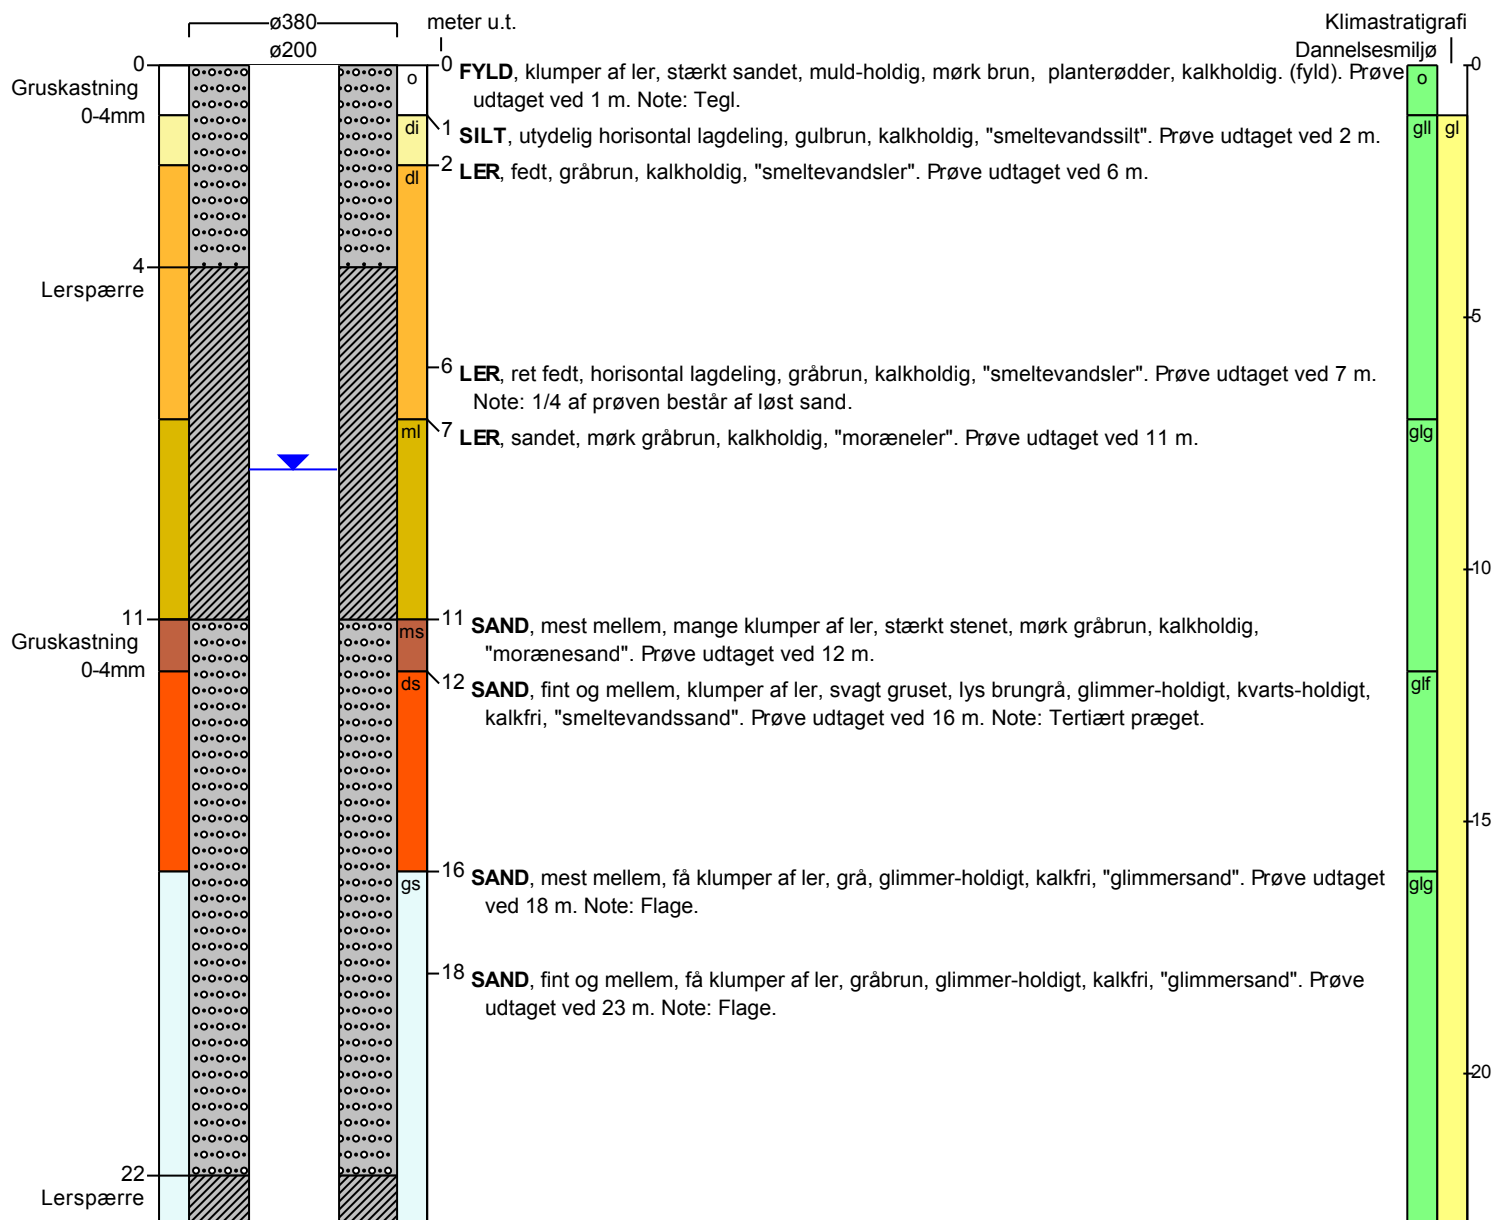 ø380
meter u.t.
Klimastratigrafi
ø200
Dannelsesmiljø
0
Gruskastning
0-4mm
4
Lerspærre
11
Gruskastning
0-4mm
22
Lerspærre
o
di
dl
ml
ms
ds
gs
0 FYLD, klumper af ler, stærkt sandet, muld-holdig, mørk brun, planterødder, kalkholdig. (fyld). Prøve
udtaget ved 1 m. Note: Tegl.
1 SILT, utydelig horisontal lagdeling, gulbrun, kalkholdig, "smeltevandssilt". Prøve udtaget ved 2 m.
2 LER, fedt, gråbrun, kalkholdig, "smeltevandsler". Prøve udtaget ved 6 m.
6 LER, ret fedt, horisontal lagdeling, gråbrun, kalkholdig, "smeltevandsler". Prøve udtaget ved 7 m.
Note: 1/4 af prøven består af løst sand.
7 LER, sandet, mørk gråbrun, kalkholdig, "moræneler". Prøve udtaget ved 11 m.
11 SAND, mest mellem, mange klumper af ler, stærkt stenet, mørk gråbrun, kalkholdig,
"morænesand". Prøve udtaget ved 12 m.
12 SAND, fint og mellem, klumper af ler, svagt gruset, lys brungrå, glimmer-holdigt, kvarts-holdigt,
kalkfri, "smeltevandssand". Prøve udtaget ved 16 m. Note: Tertiært præget.
16 SAND, mest mellem, få klumper af ler, grå, glimmer-holdigt, kalkfri, "glimmersand". Prøve udtaget
ved 18 m. Note: Flage.
18 SAND, fint og mellem, få klumper af ler, gråbrun, glimmer-holdigt, kalkfri, "glimmersand". Prøve
udtaget ved 23 m. Note: Flage.
o
gll gl
glg
glf
glg
0
5
10
15
20